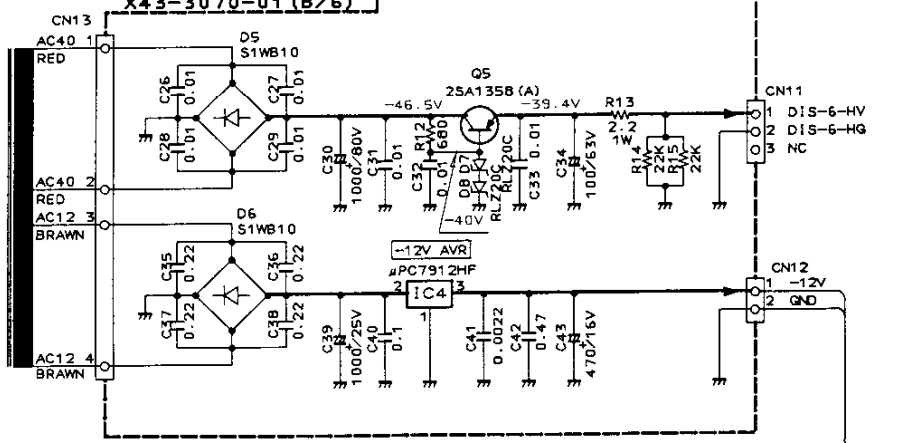 X43-3070-01 (B/6)
CN13
AC40 1
RED
D5
S1WB10
C26
0.01
C27
0.01
C28
0.01
C29
0.01
AC40 2
RED
-46.5V
Q5
2SA1358 (A)
-39.4V
R13
2.2
1W
R12
680
C30
1000/80V
C31
0.01
C32
0.01
D8 D7
RLZ20C
RLZ20C
-40V
C33 0.01
C34
100/63V
R14
22K
R15
22K
CN11
1 DIS-6-HV
2 DIS-6-HG
3 NC
AC12 3
BRAWN
D6
S1WB10
C35
0.22
C36
0.22
C37
0.22
C38
0.22
AC12 4
BRAWN
-12V AVR
μPC7912HF
2 IC4 3
1
C39
1000/25V
C40
0.1
C41
0.0022
C42
0.47
C43
470/16V
CN12
1 -12V
2 GND